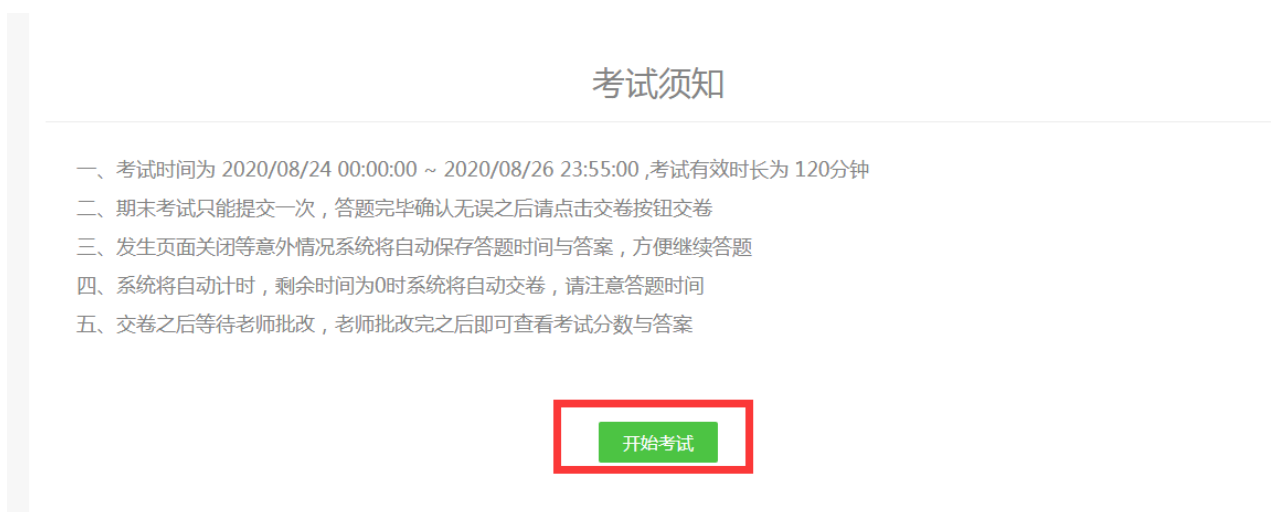 考试须知
一、考试时间为 2020/08/24 00:00:00 ~ 2020/08/26 23:55:00 ,考试有效时长为 120分钟
二、期末考试只能提交一次，答题完毕确认无误之后请点击交卷按钮交卷
三、发生页面关闭等意外情况系统将自动保存答题时间与答案，方便继续答题
四、系统将自动计时，剩余时间为0时系统将自动交卷，请注意答题时间
五、交卷之后等待老师批改，老师批改完之后即可查看考试分数与答案
开始考试